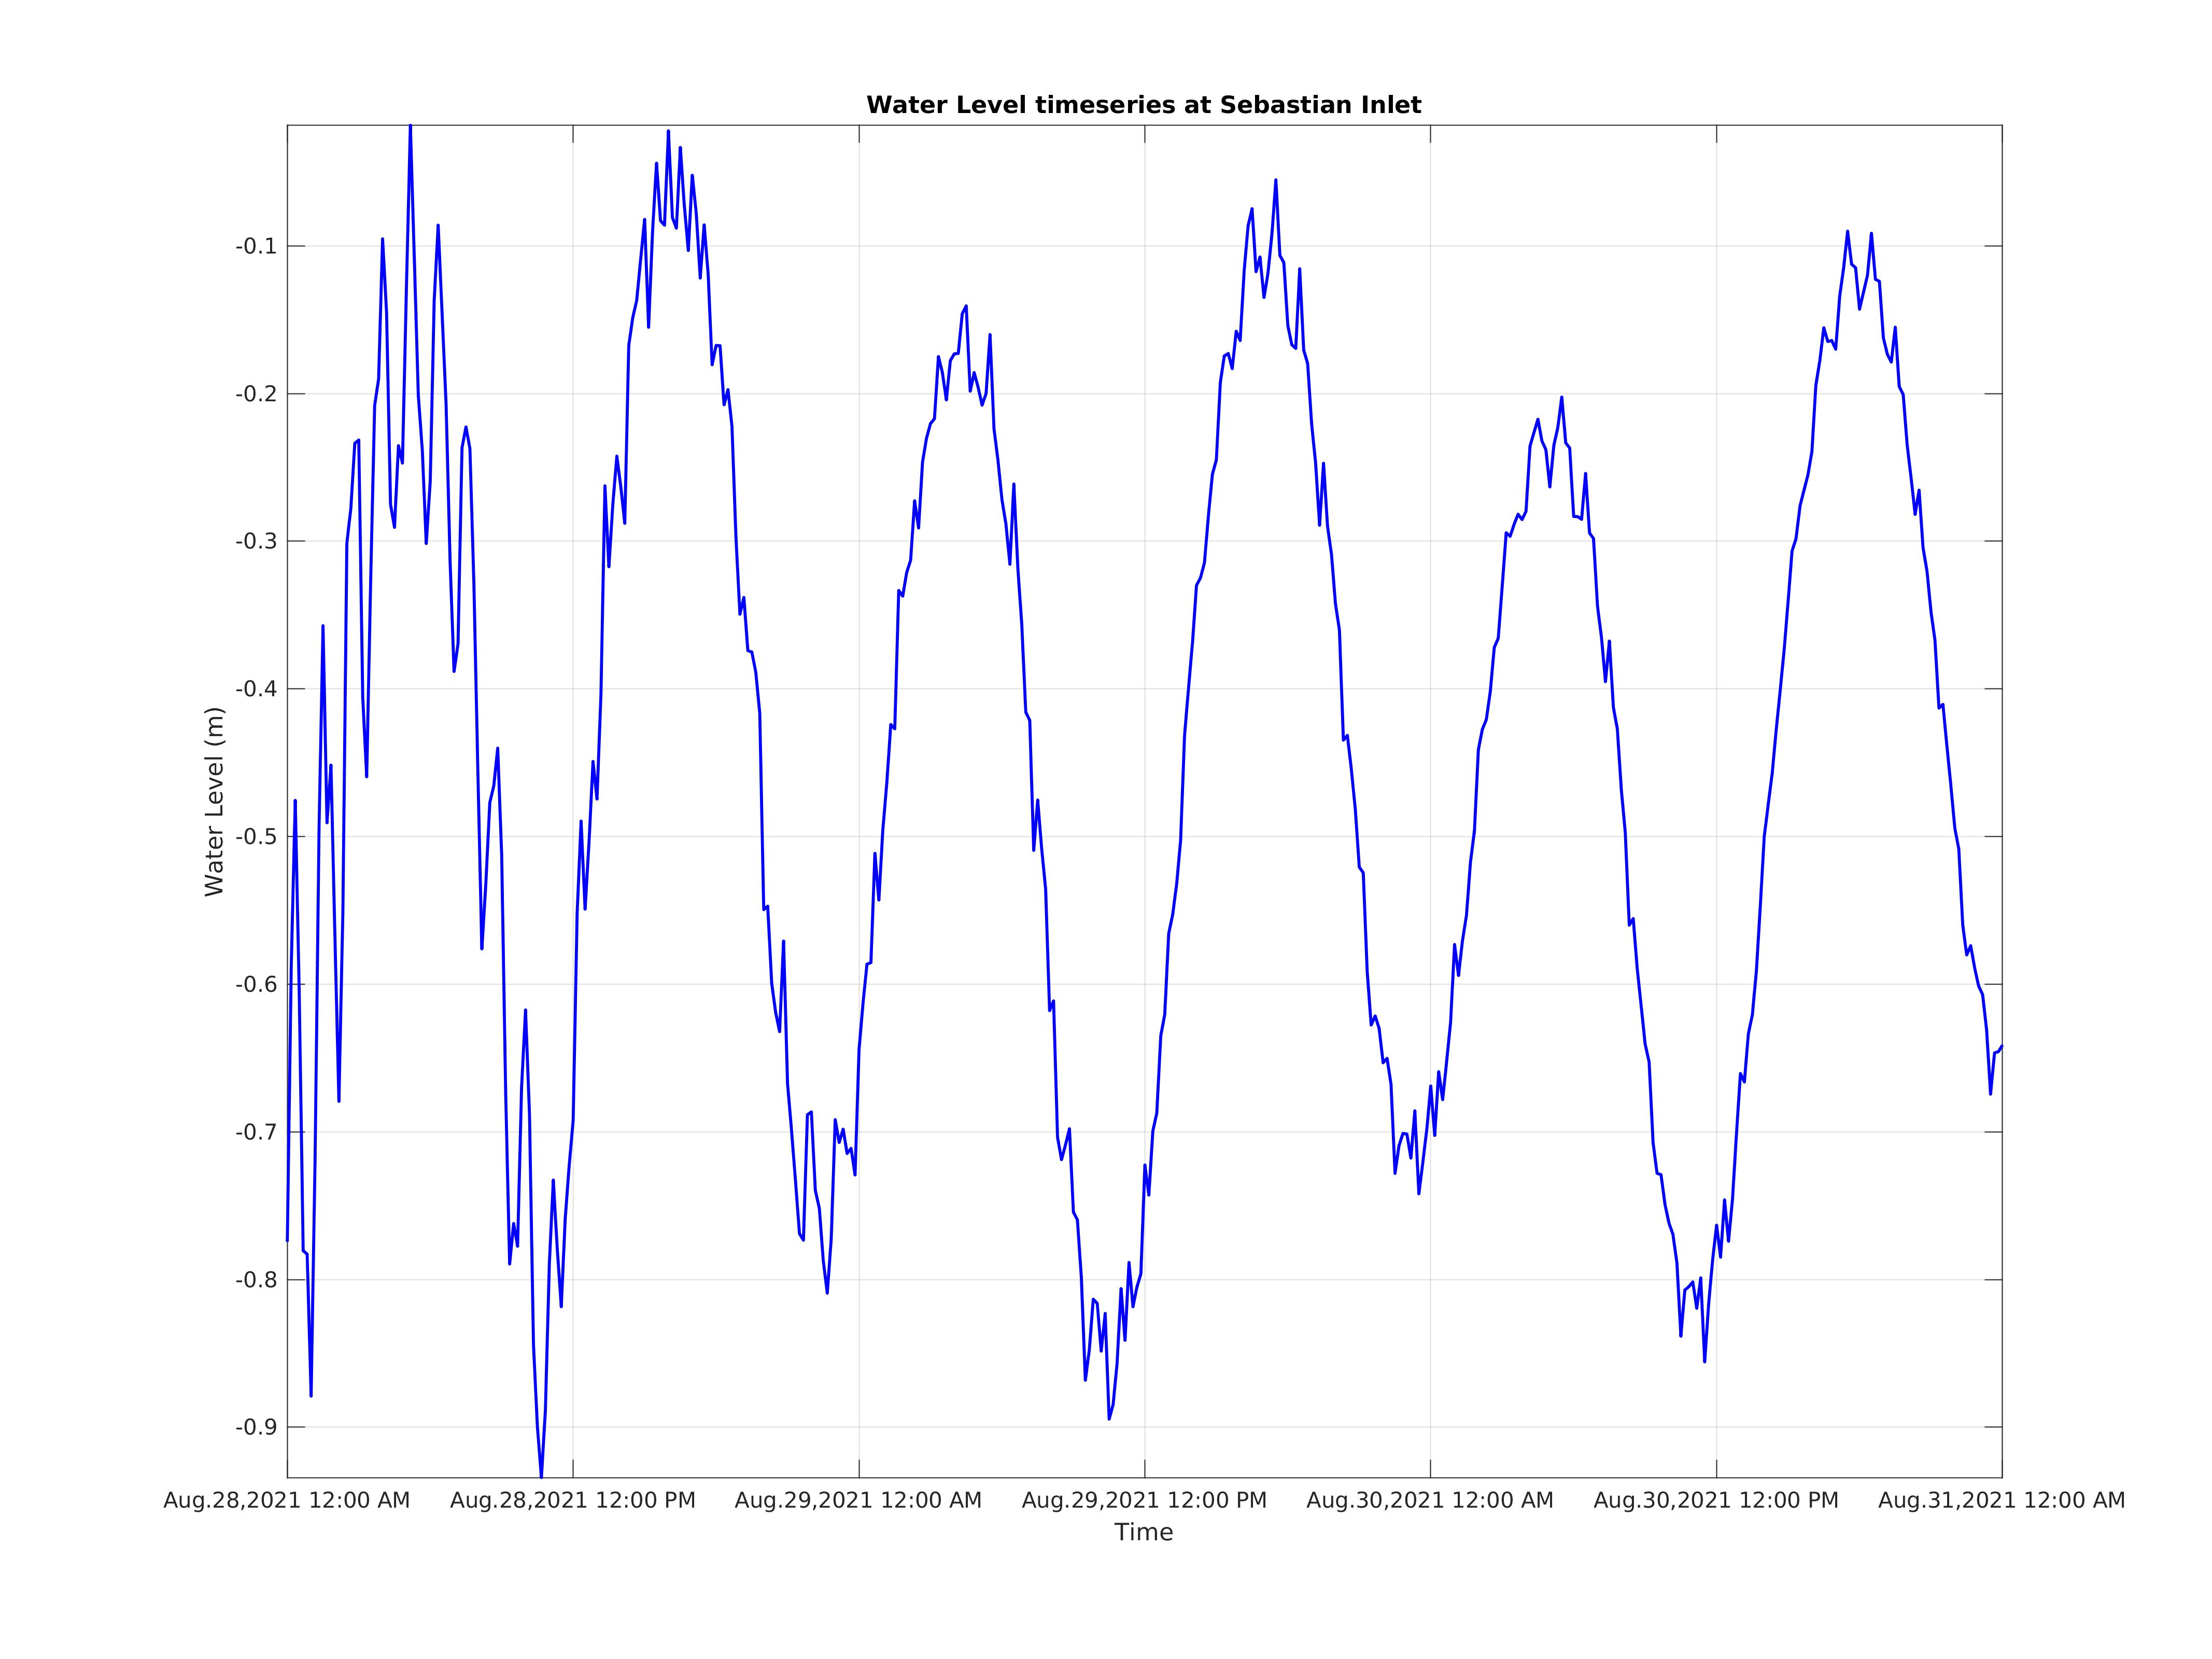 Water Level timeseries at Sebastian Inlet
-0.1
-0.2
-0.3
-0.4
-0.5
-0.6
-0.7
-0.8
-0.9
Water Level (m)
Aug.28,2021 12:00 AM
Aug.28,2021 12:00 PM
Aug.29,2021 12:00 AM
Aug.29,2021 12:00 PM
Aug.30,2021 12:00 AM
Aug.30,2021 12:00 PM
Aug.31,2021 12:00 AM
Time